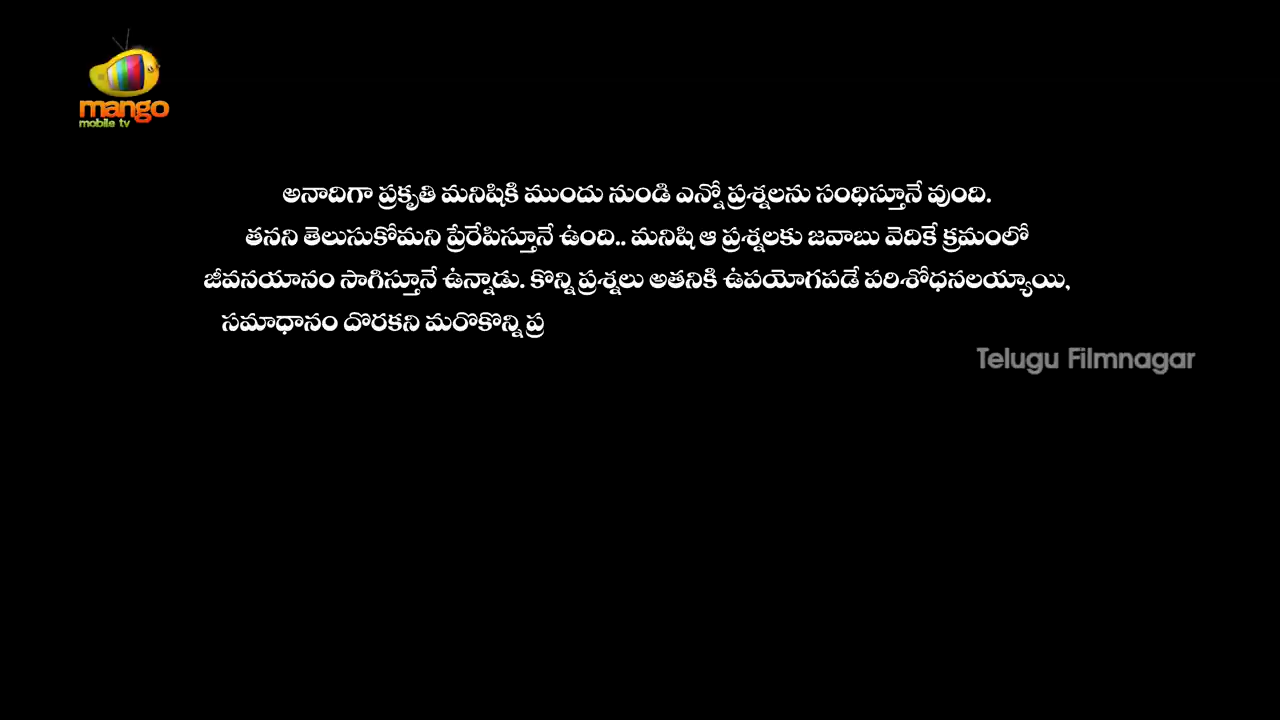 mango
mobile tv
అనాదిగా ప్రకృతి మనిషికి ముందు నుండి ఎన్నో ప్రశ్నలను సంధిస్తూనే వుంది.
తనని తెలుసుకోమని ప్రేరేపిస్తూనే ఉంది.. మనిషి ఆ ప్రశ్నలకు జవాబు వెదికే క్రమంలో
జీవనయానం సాగిస్తూనే ఉన్నాడు. కొన్ని ప్రశ్నలు అతనికి ఉపయోగపడే పరిశోధనలయ్యాయి,
సమాధానం దొరకని మరొకొన్ని ప్ర
Telugu Filmnagar